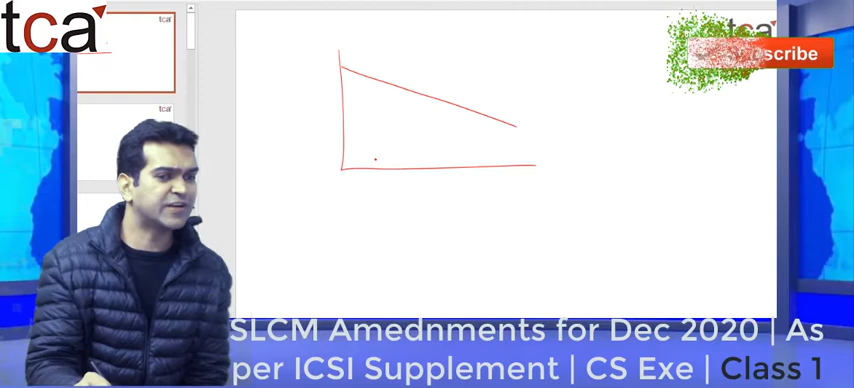 tca
tca
tca
tca
scribe
SLCM Amednments for Dec 2020 | As
per ICSI Supplement | CS Exe | Class 1